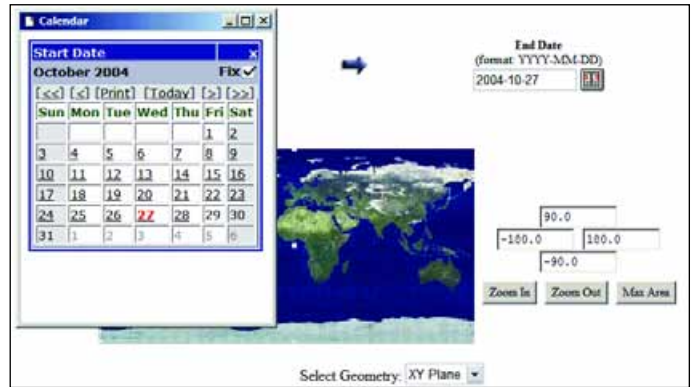 Calendar
Start Date x
October 2004 Fix
[<<] [<] [Print] [Today] [>] [>>]
Sun Mon Tue Wed Thu Fri Sat
1 2
3 4 5 6 7 8 9
10 11 12 13 14 15 16
17 18 19 20 21 22 23
24 25 26 27 28 29 30
31 1 2 3 4 5 6
End Date
(format: YYYY-MM-DD)
2004-10-27
90.0
-180.0 180.0
-90.0
Zoom In Zoom Out Max Area
Select Geometry: XY Plane